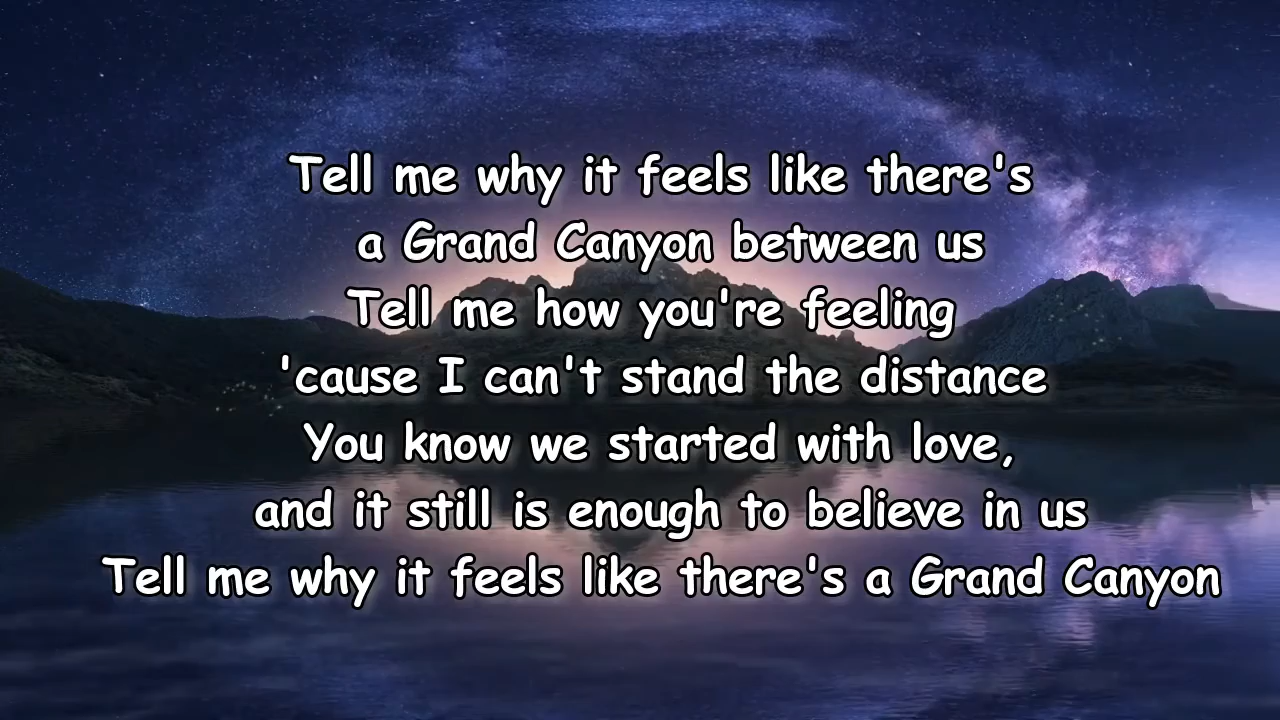 Tell me why it feels like there's
a Grand Canyon between us
Tell me how you're feeling
'cause I can't stand the distance
You know we started with love,
and it still is enough to believe in us
Tell me why it feels like there's a Grand Canyon